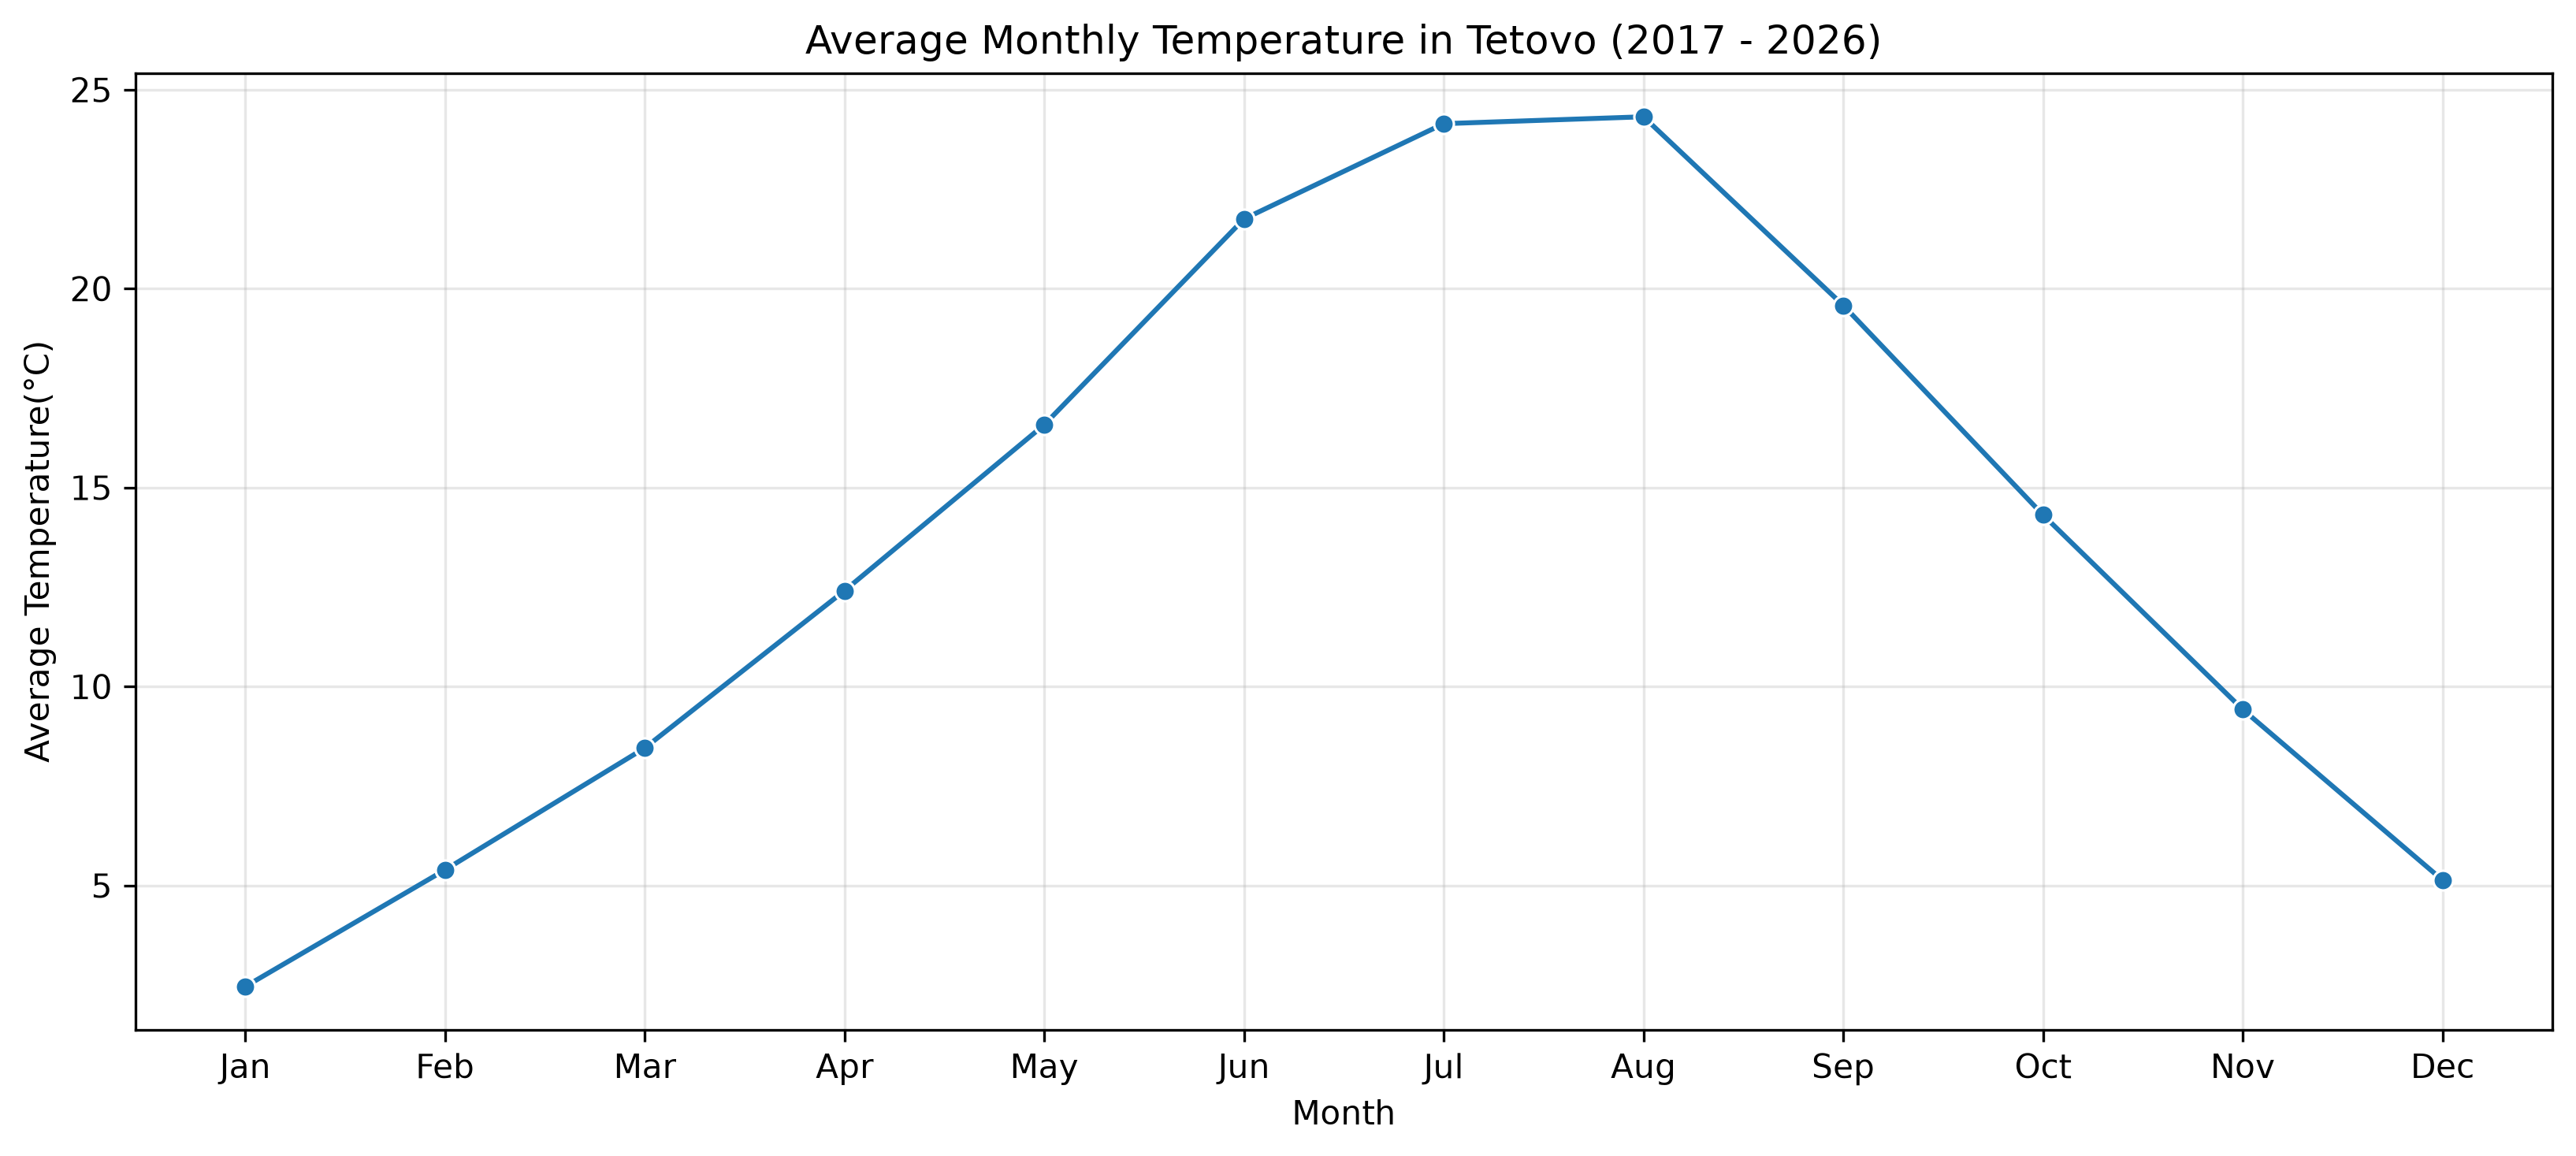 Average Monthly Temperature in Tetovo (2017 - 2026)
Average Temperature(°C)
25
20
15
10
5
Jan Feb Mar Apr May Jun Jul Aug Sep Oct Nov Dec
Month